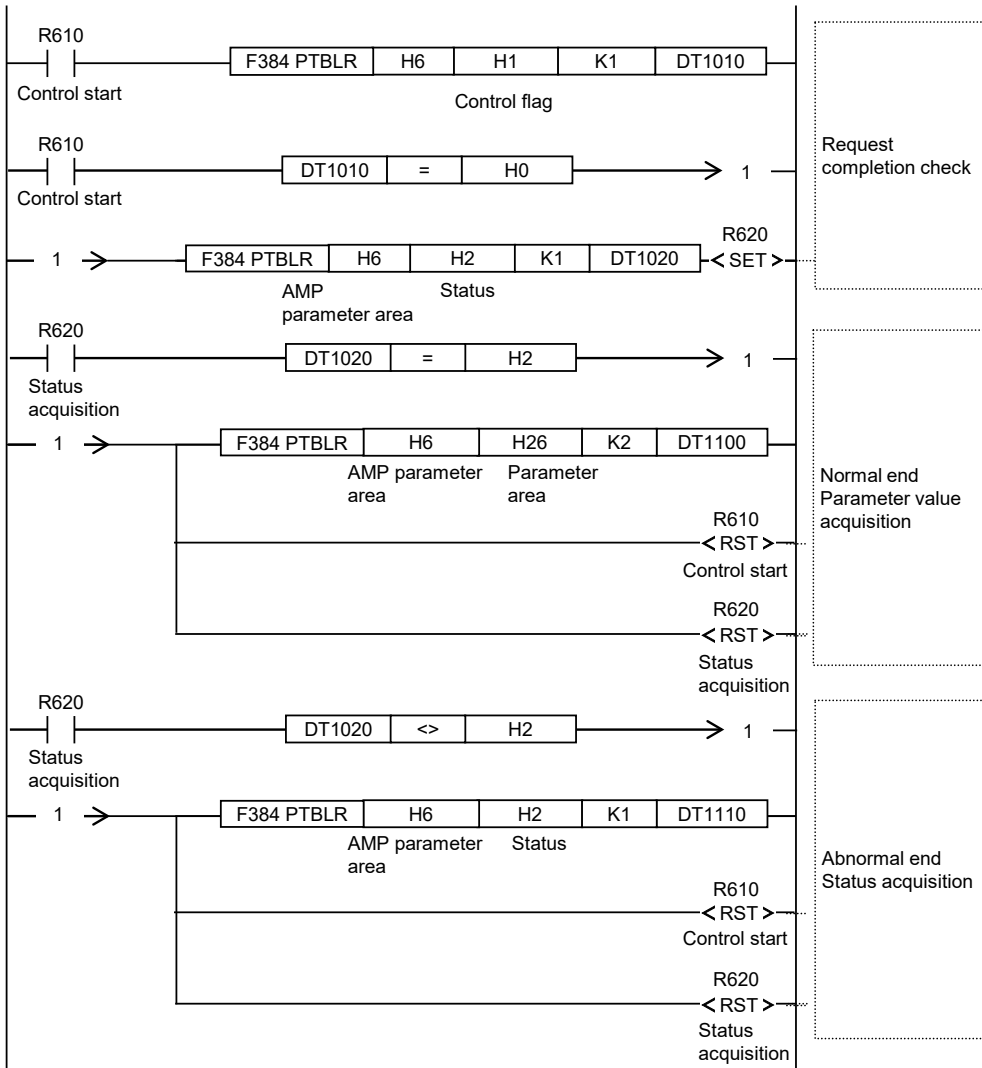 R610
F384 PTBLR H6 H1 K1 DT1010
Control start
Control flag
R610
DT1010 = H0 1
Control start
Request
completion check
R620
1 F384 PTBLR H6 H2 K1 DT1020 < SET >
AMP
parameter area
Status
R620
DT1020 = H2 1
Status
acquisition
1 F384 PTBLR H6 H26 K2 DT1100
AMP parameter
area
Parameter
area
R610
< RST >
Control start
R620
< RST >
Status
acquisition
Normal end
Parameter value
acquisition
R620
DT1020 <> H2 1
Status
acquisition
1 F384 PTBLR H6 H2 K1 DT1110
AMP parameter
area
Status
R610
< RST >
Control start
R620
< RST >
Status
acquisition
Abnormal end
Status acquisition